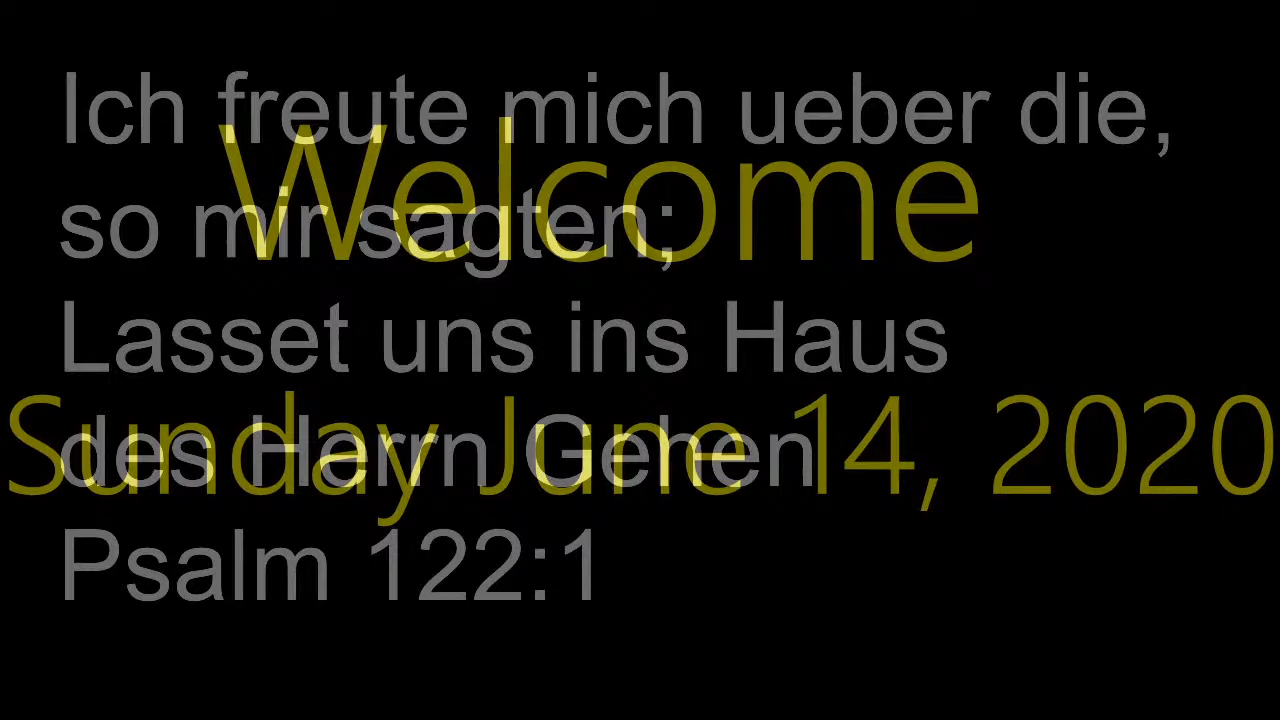 Ich freute mich ueber die,
Welcome
so mir sagten;
Lasset uns ins Haus
des Harrn Gehen
Sunday June 14, 2020
Psalm 122:1